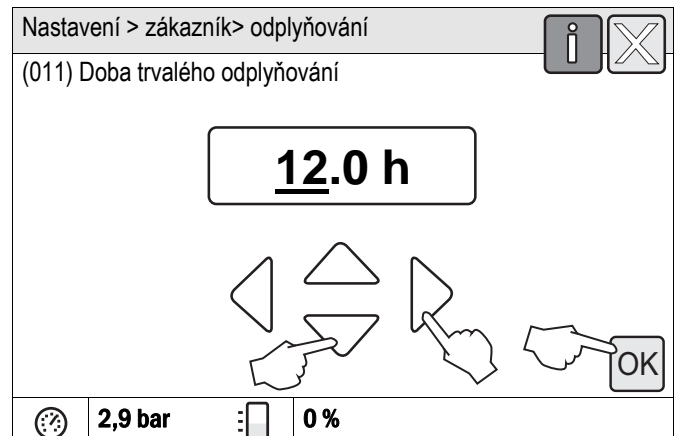 Nastavení > zákazník> odplyňování
(011) Doba trvalého odplyňování
12.0 h
OK
2,9 bar 0 %